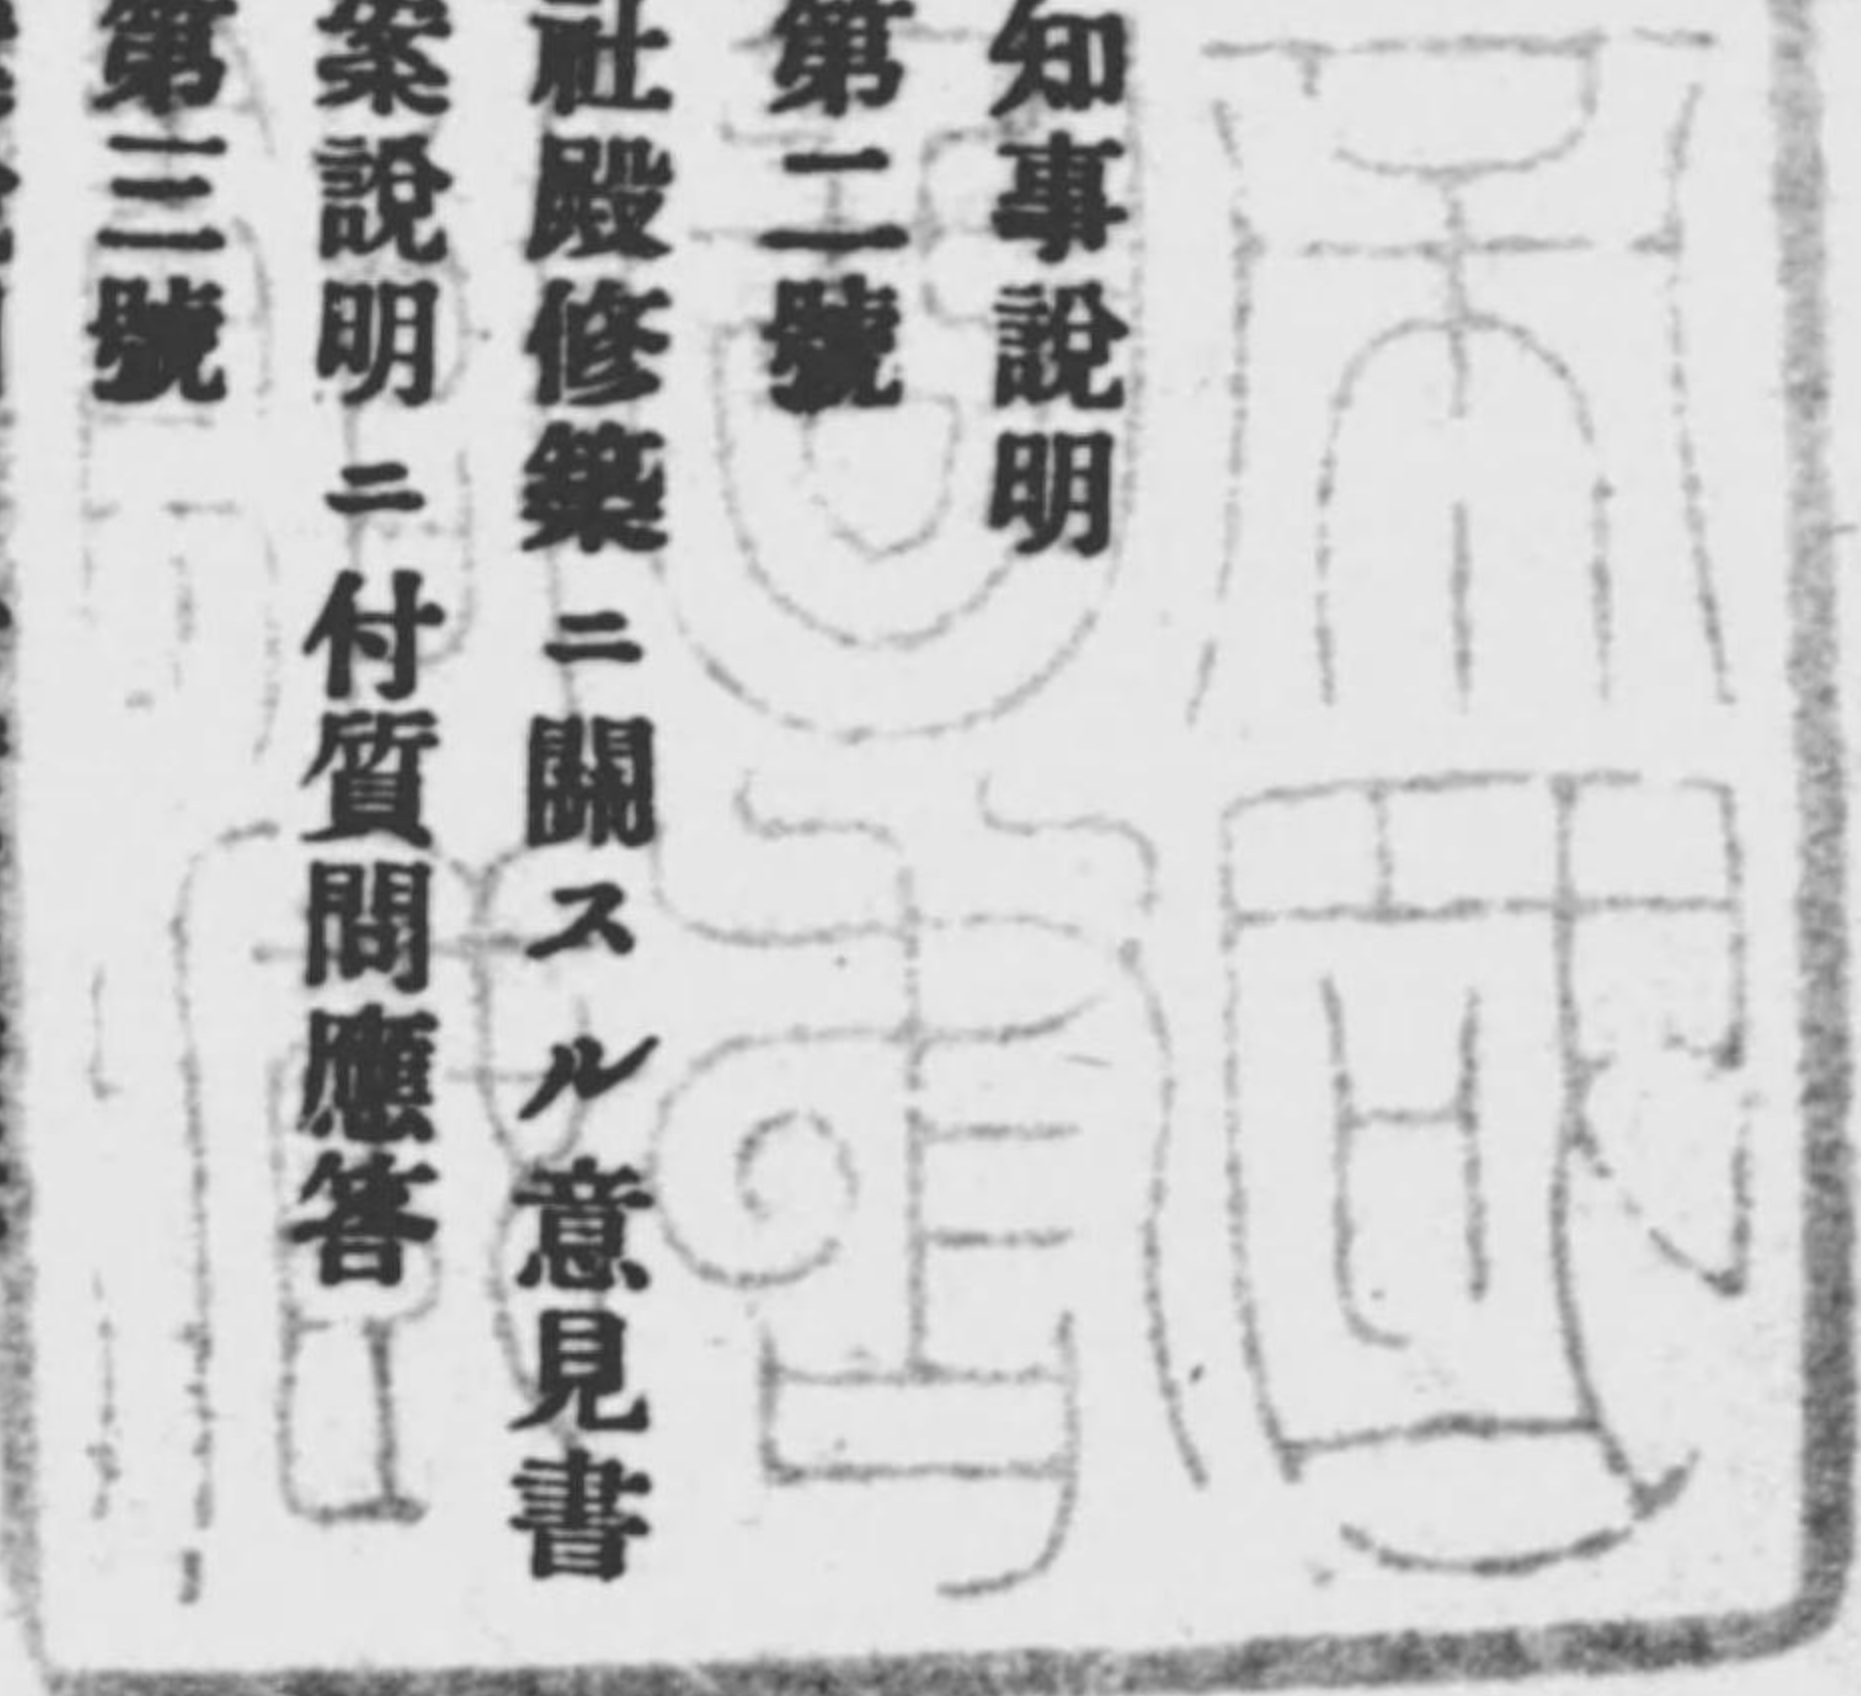 知事說明
第二號
社殿修築ニ關スル意見書
案說明ニ付質問應答
第三號